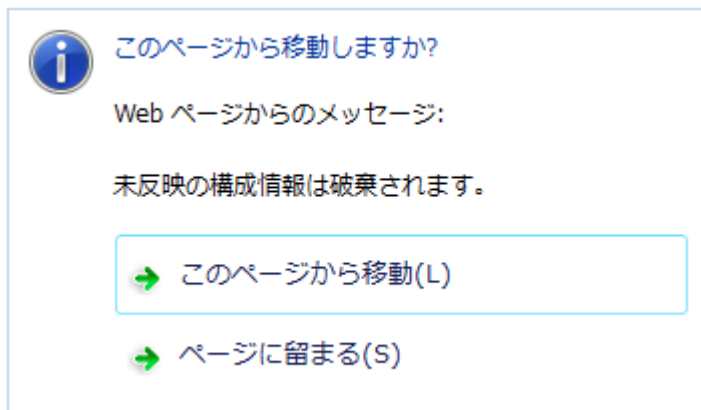 このページから移動しますか?
Web ページからのメッセージ:
未反映の構成情報は破棄されます。
このページから移動(L)
ページに留まる(S)